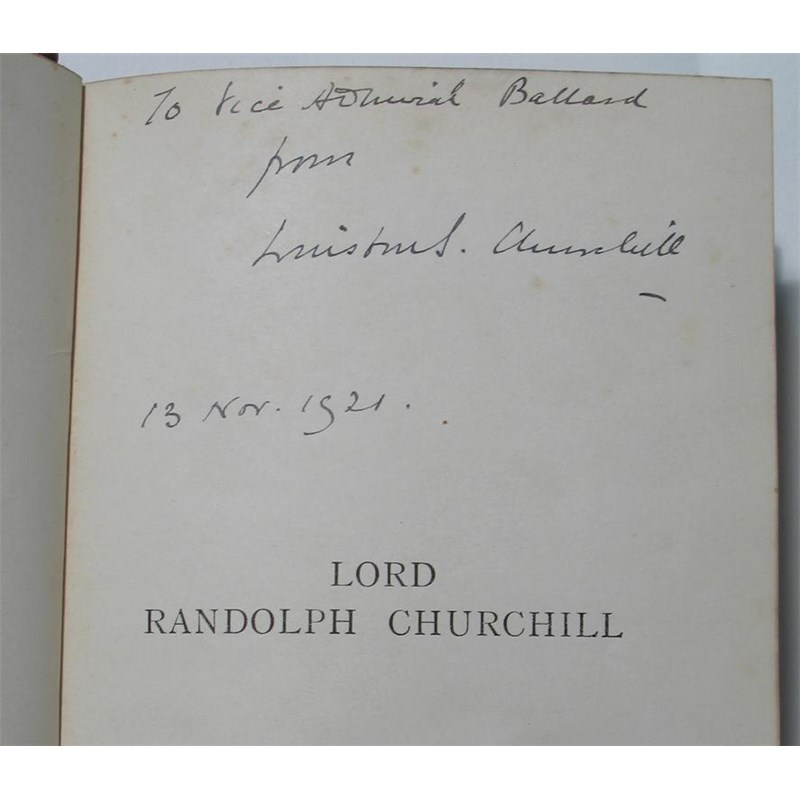 To Vice Admiral Ballard
from
Winston S. Churchill
13 Nov. 1921.
LORD
RANDOLPH CHURCHILL